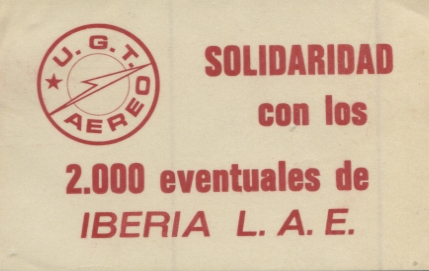 U.G.T.
AEREO
SOLIDARIDAD
con los
2.000 eventuales de
IBERIA L. A. E.